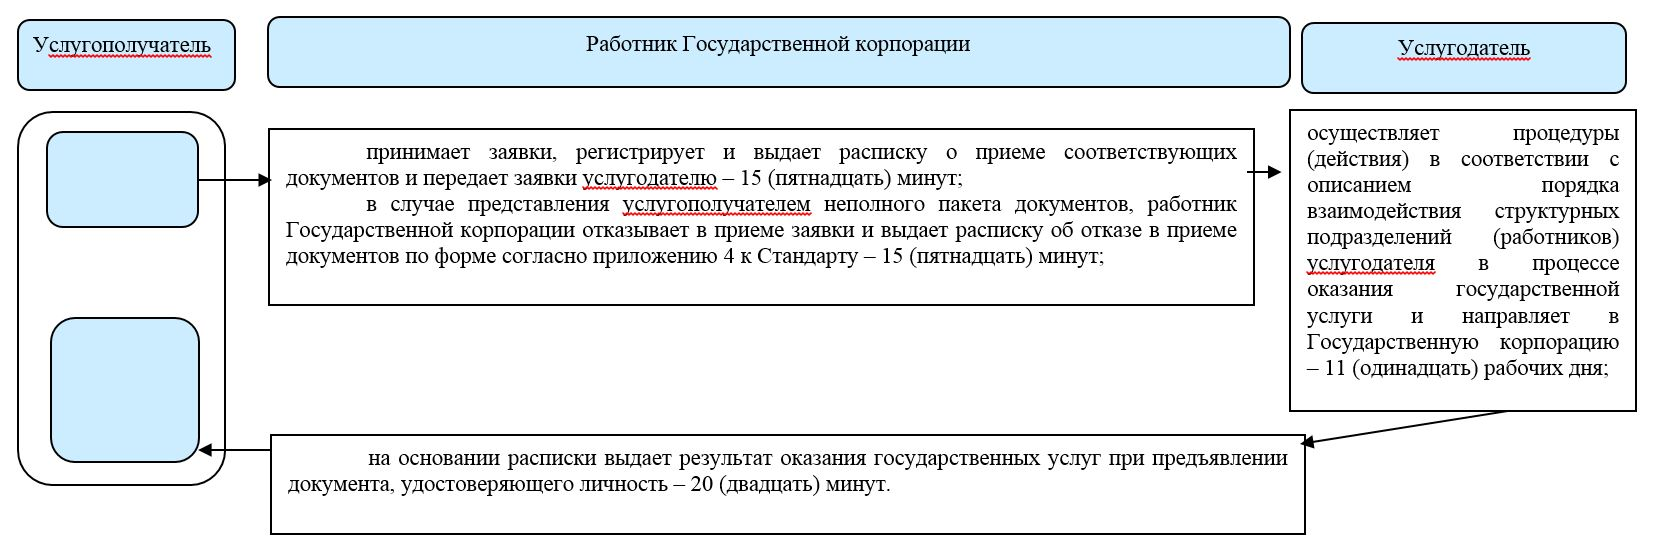 Услугополучатель
Работник Государственной корпорации
Услугодатель
принимает заявки, регистрирует и выдает расписку о приеме соответствующих
документов и передает заявки услугодателю – 15 (пятнадцать) минут;
в случае представления услугополучателем неполного пакета документов, работник
Государственной корпорации отказывает в приеме заявки и выдает расписку об отказе в приеме
документов по форме согласно приложению 4 к Стандарту – 15 (пятнадцать) минут;
осуществляет процедуры
(действия) в соответствии с
описанием порядка
взаимодействия структурных
подразделений (работников)
услугодателя в процессе
оказания государственной
услуги и направляет в
Государственную корпорацию
– 11 (одинадцать) рабочих дня;
на основании расписки выдает результат оказания государственных услуг при предъявлении
документа, удостоверяющего личность – 20 (двадцать) минут.